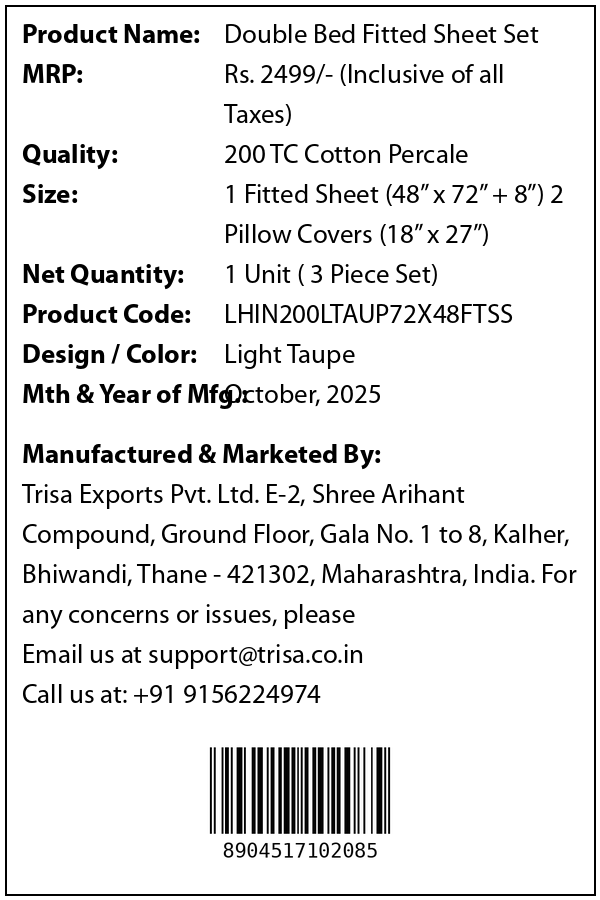 Product Name: Double Bed Fitted Sheet Set
MRP: Rs. 2499/- (Inclusive of all
Taxes)
Quality: 200 TC Cotton Percale
Size: 1 Fitted Sheet (48” x 72” + 8”) 2
Pillow Covers (18” x 27”)
Net Quantity: 1 Unit ( 3 Piece Set)
Product Code: LHIN200LTAUP72X48FTSS
Design / Color: Light Taupe
Mth & Year of Mfg.: October, 2025
Manufactured & Marketed By:
Trisa Exports Pvt. Ltd. E-2, Shree Arihant
Compound, Ground Floor, Gala No. 1 to 8, Kalher,
Bhiwandi, Thane - 421302, Maharashtra, India. For
any concerns or issues, please
Email us at support@trisa.co.in
Call us at: +91 9156224974
8904517102085